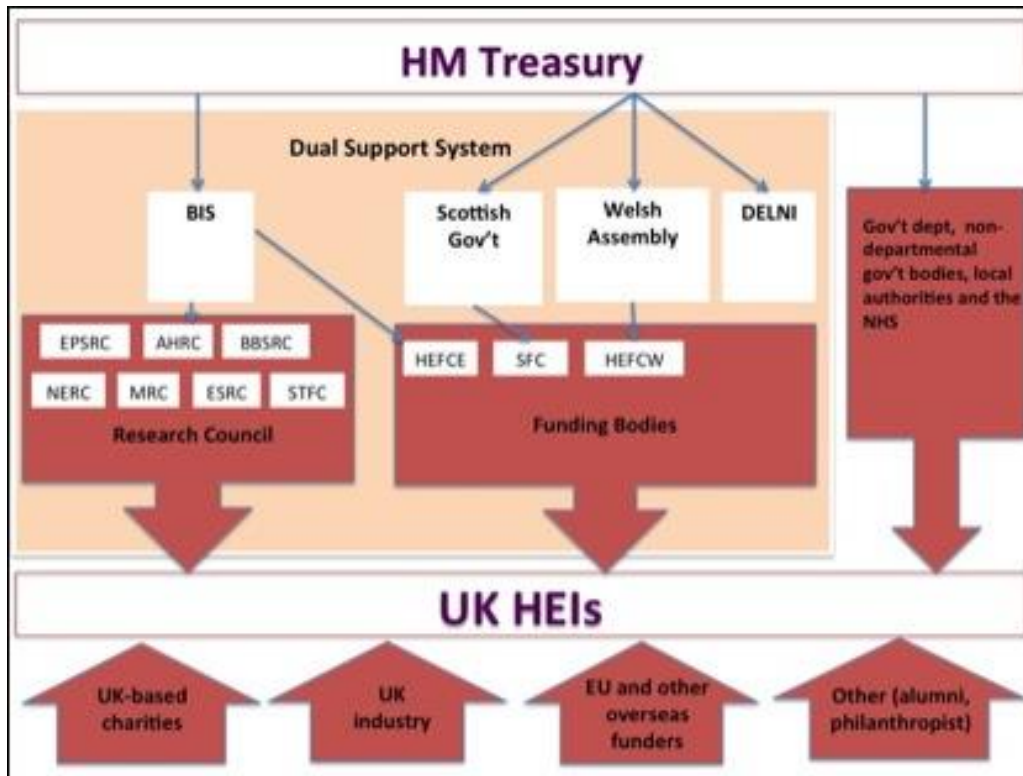 HM Treasury
Dual Support System
BIS
Scottish
Gov't
Welsh
Assembly
DELNI
Gov't dept, non-
departmental
gov't bodies, local
authorities and the
NHS
EPSRC
AHRC
BBSRC
NERC
MRC
ESRC
STFC
Research Council
HEFCE
SFC
HEFCW
Funding Bodies
UK HEIs
UK-based
charities
UK
industry
EU and other
overseas
funders
Other (alumni,
philanthropist)